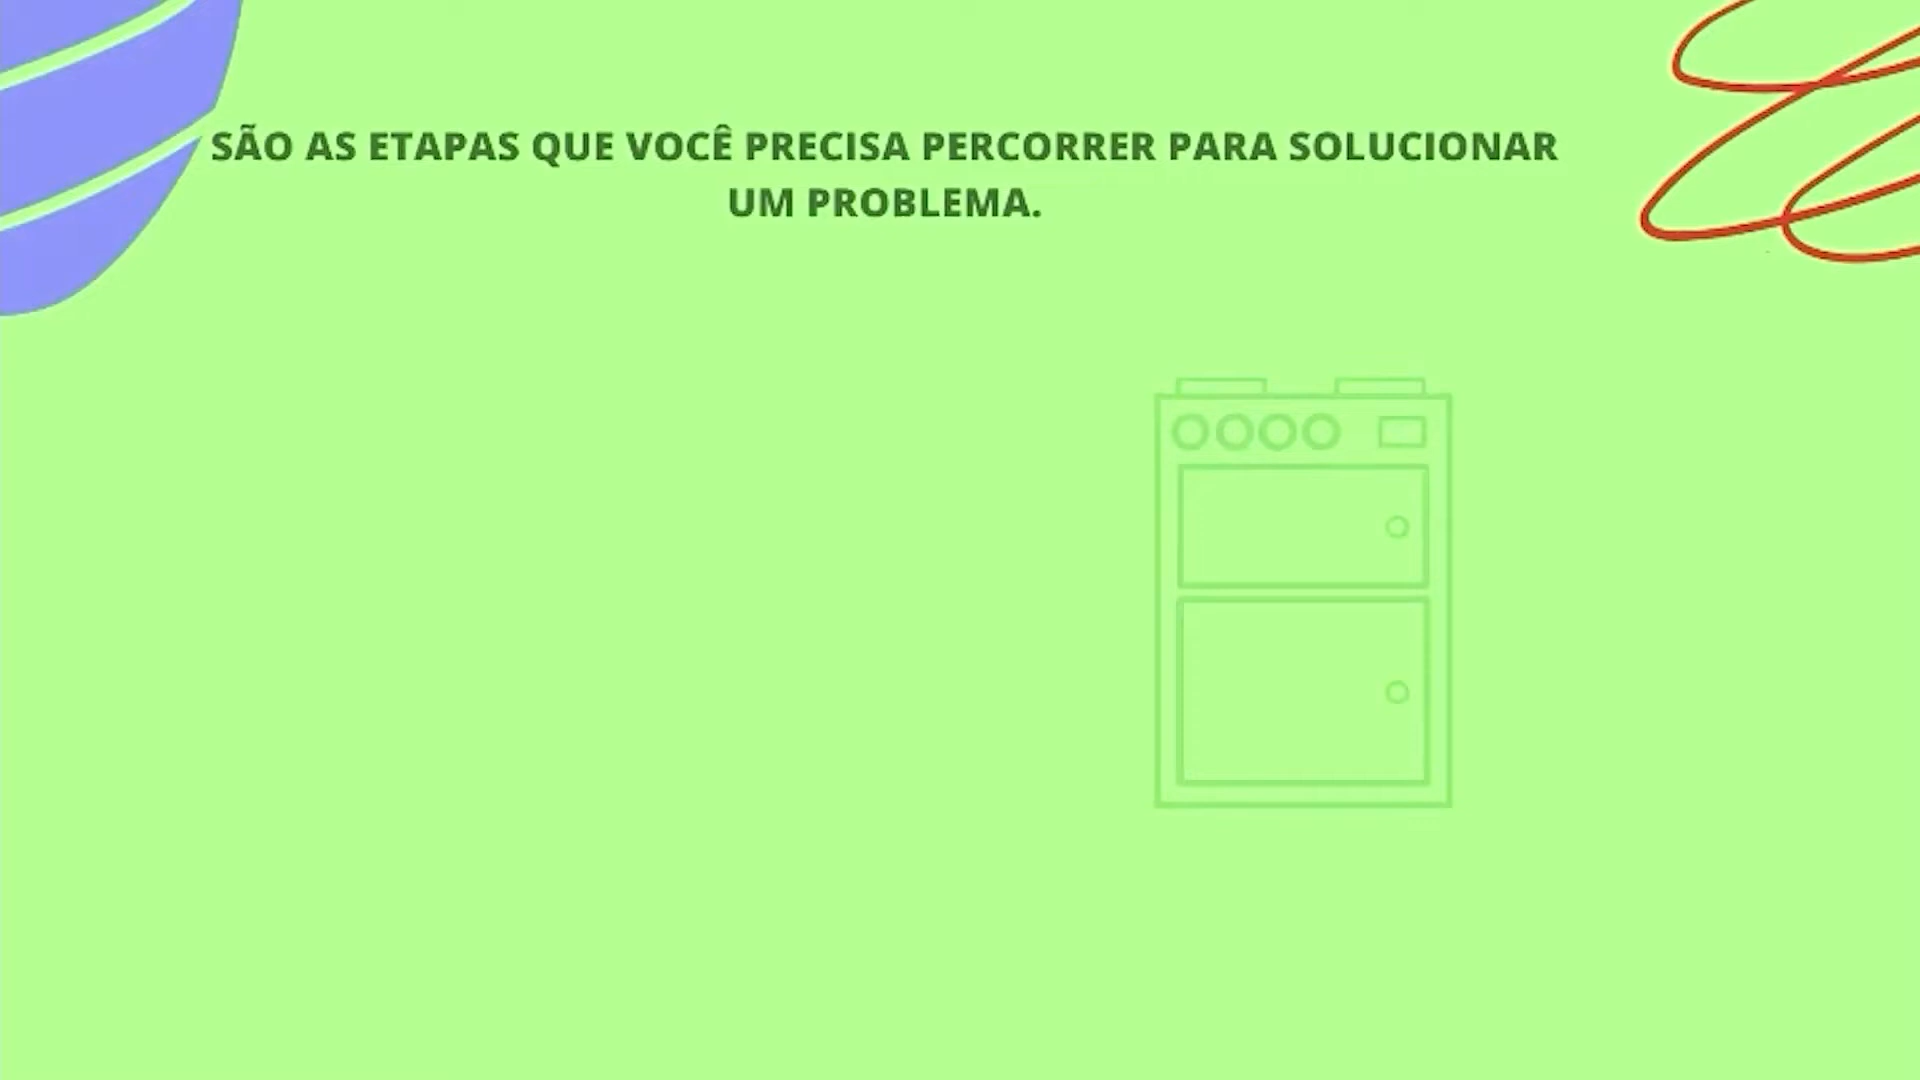 SÃO AS ETAPAS QUE VOCÊ PRECISA PERCORRER PARA SOLUCIONAR
UM PROBLEMA.